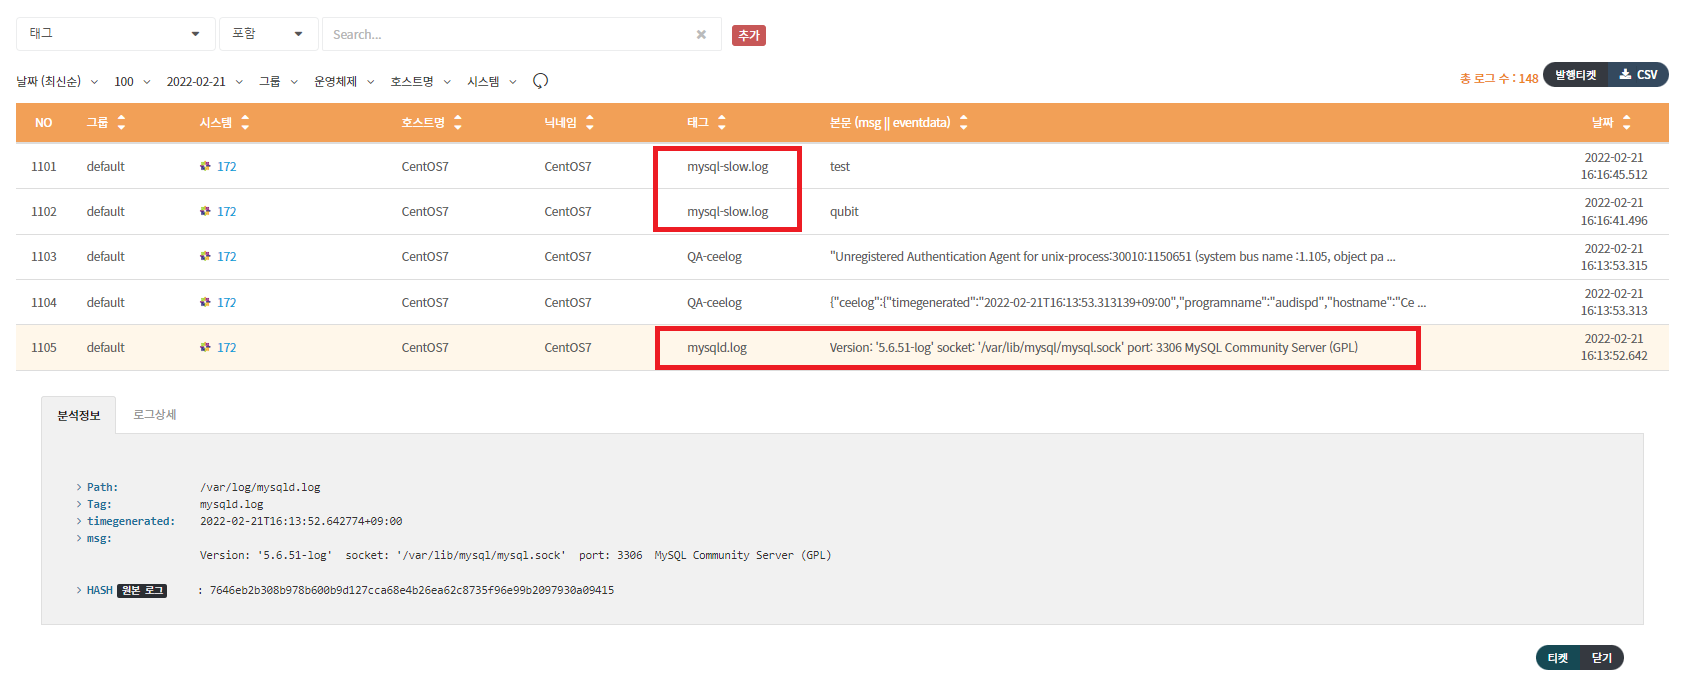 태그 포함 Search... 추가
날짜 (최신순) 100 2022-02-21 그룹 운영체제 호스트명 시스템 총 로그 수 : 148 발행티켓 CSV
NO 그룹 시스템 호스트명 닉네임 태그 본문 (msg || eventdata) 날짜
1101 default 172 CentOS7 CentOS7 mysql-slow.log test 2022-02-21 16:16:45.512
1102 default 172 CentOS7 CentOS7 mysql-slow.log qubit 2022-02-21 16:16:41.496
1103 default 172 CentOS7 CentOS7 QA-ceelog "Unregistered Authentication Agent for unix-process:30010:1150651 (system bus name :1.105, object pa ... 2022-02-21 16:13:53.315
1104 default 172 CentOS7 CentOS7 QA-ceelog {"ceelog":{"timegenerated":"2022-02-21T16:13:53.313139+09:00","programname":"audispd","hostname":"Ce ... 2022-02-21 16:13:53.313
1105 default 172 CentOS7 CentOS7 mysqld.log Version: '5.6.51-log' socket: '/var/lib/mysql/mysql.sock' port: 3306 MySQL Community Server (GPL) 2022-02-21 16:13:52.642
분석정보 로그상세
Path: /var/log/mysqld.log
Tag: mysqld.log
timegenerated: 2022-02-21T16:13:52.642774+09:00
msg:
Version: '5.6.51-log' socket: '/var/lib/mysql/mysql.sock' port: 3306 MySQL Community Server (GPL)
HASH 원본 로그 : 7646eb2b308b978b600b9d127cca68e4b26ea62c8735f96e99b2097930a09415
티켓 닫기